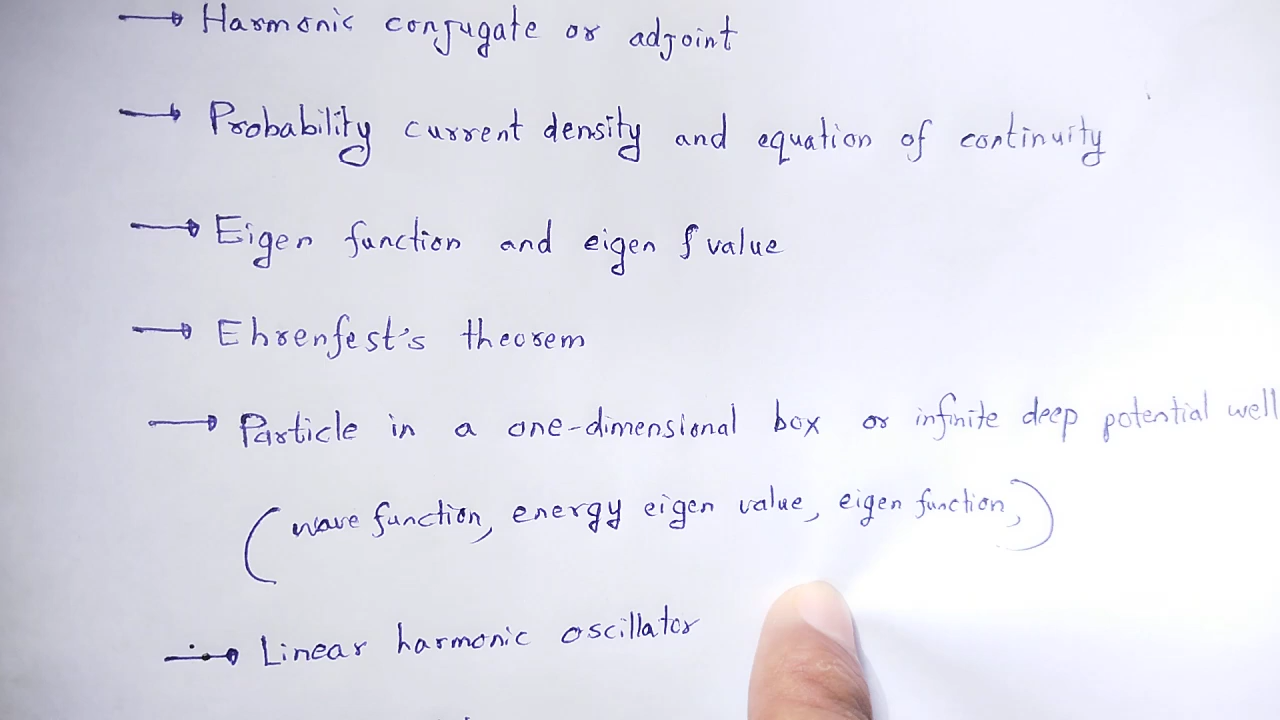 → Harmonic conjugate or adjoint
→ Probability current density and equation of continuity
→ Eigen function and eigen f value
→ Ehrenfest's theorem
→ Particle in a one-dimensional box or infinite deep potential well
(wave function, energy eigen value, eigen function,)
→ Linear harmonic oscillator